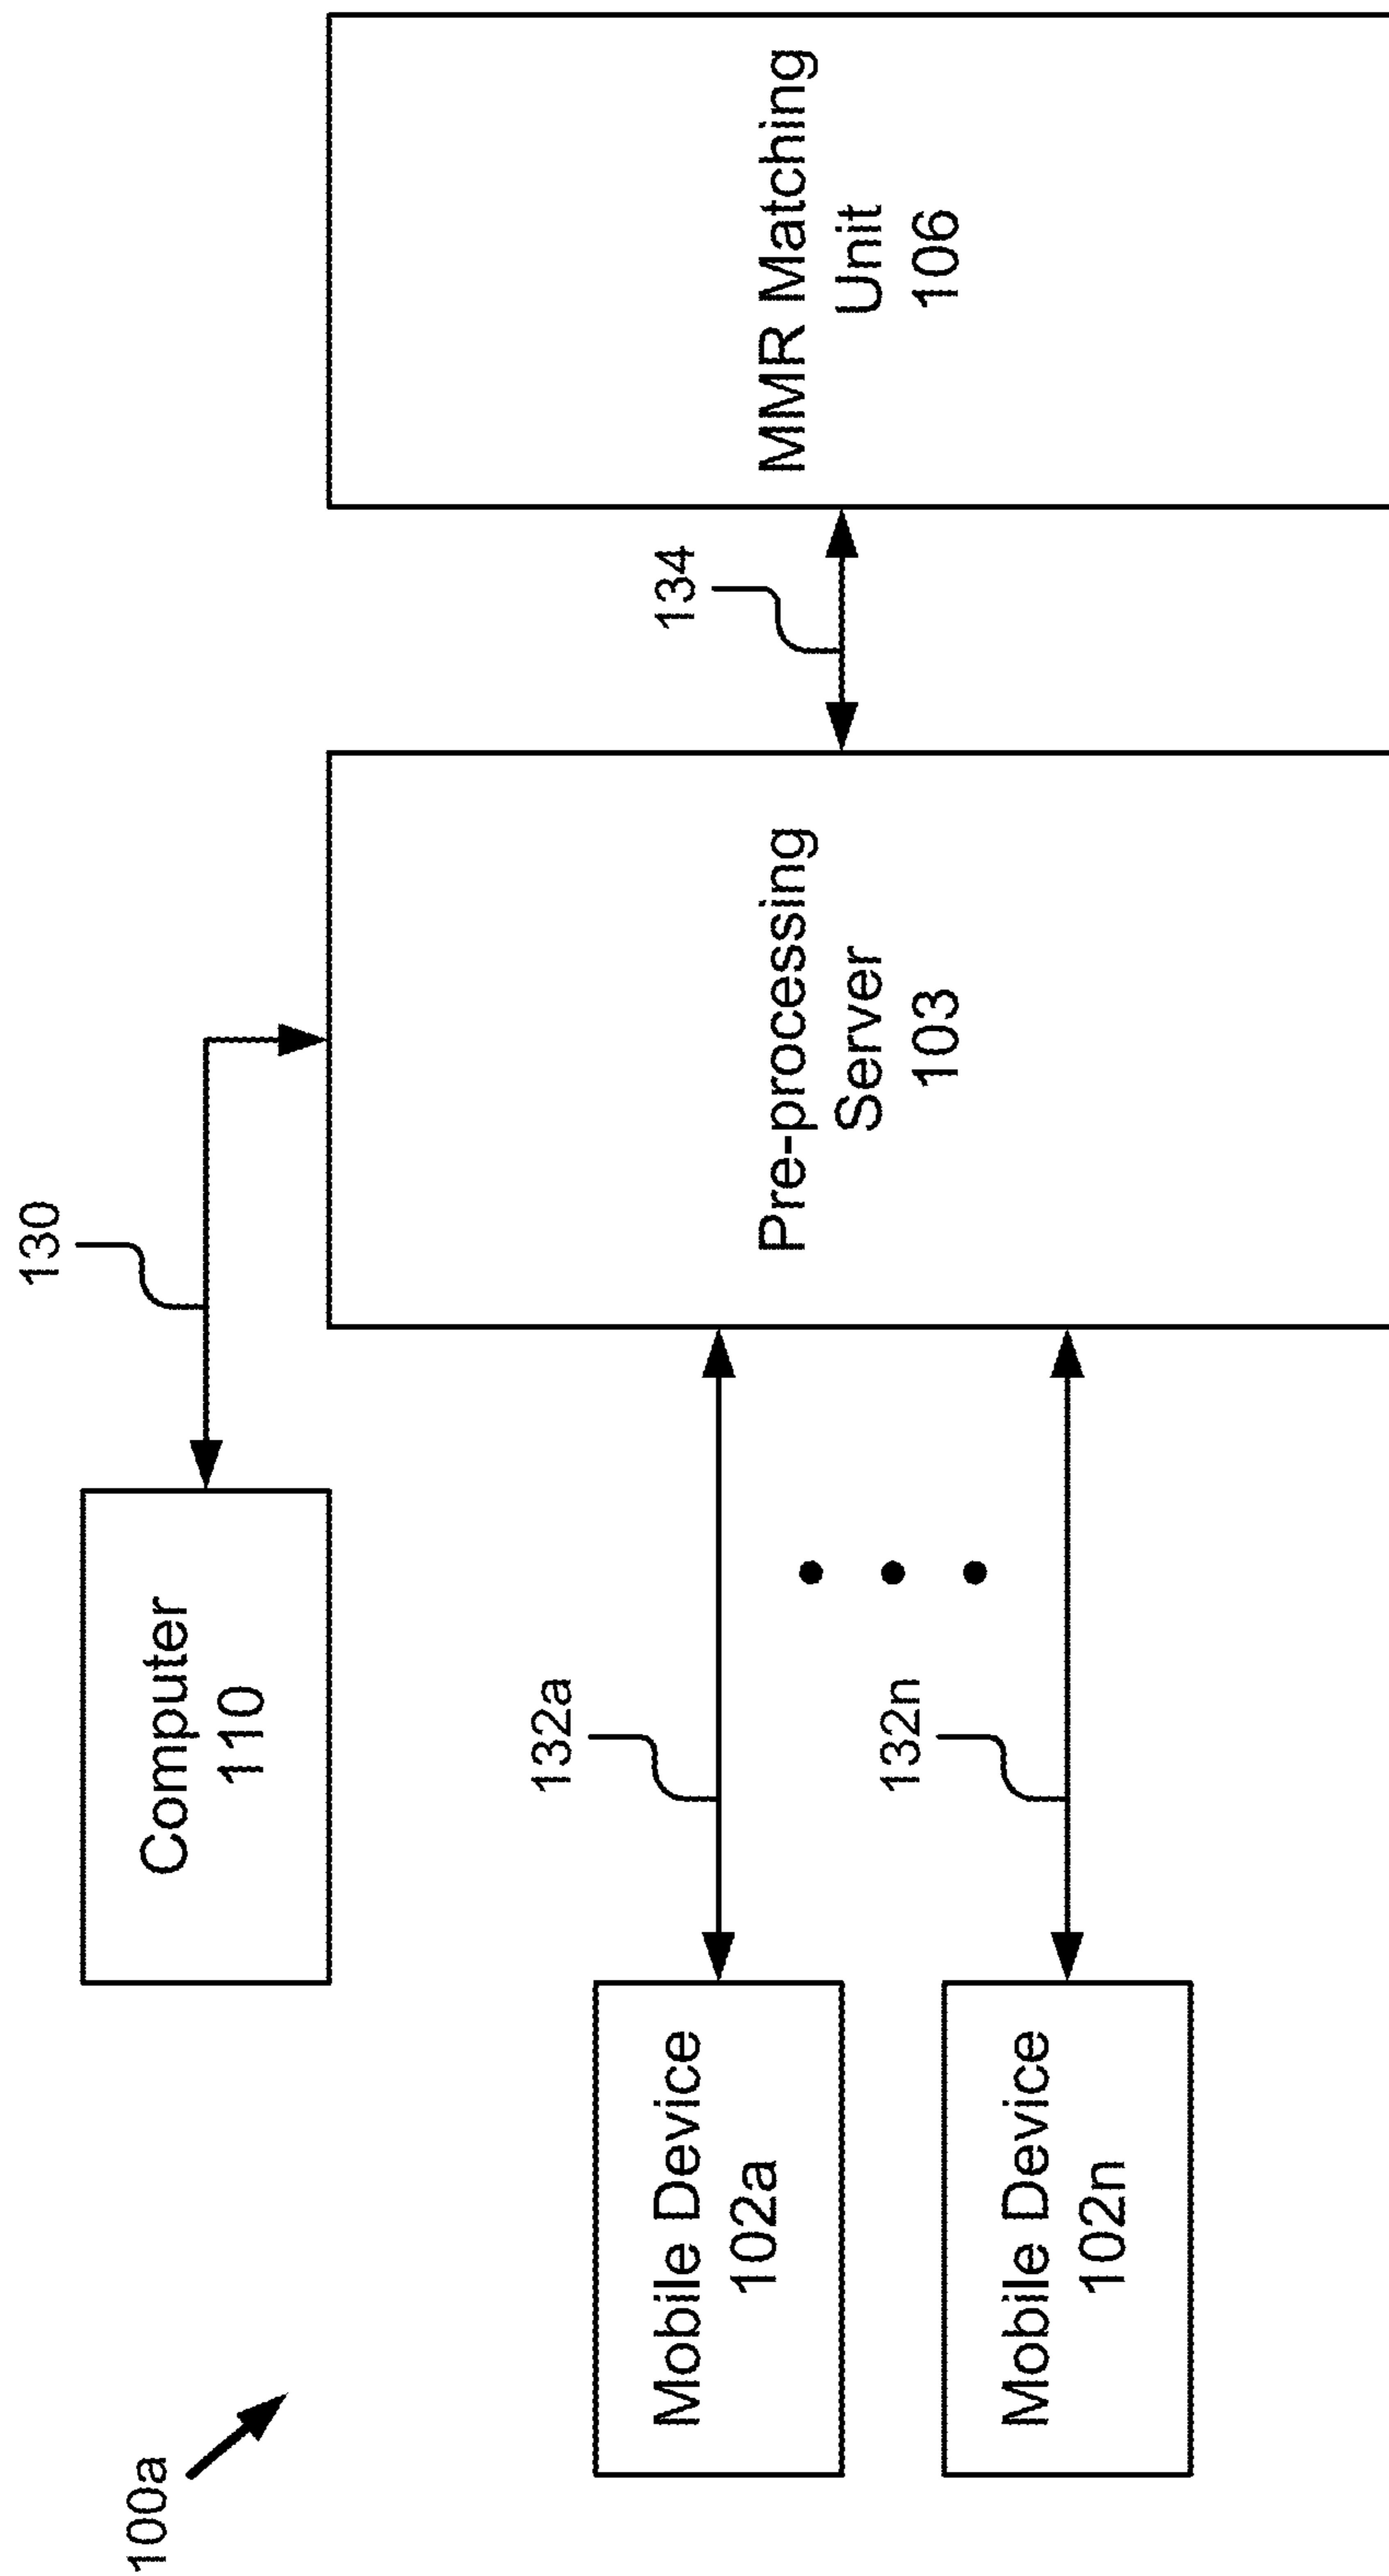 100a
130
Computer
110
134
132a
132n
Mobile Device
102a
Mobile Device
102n
Pre-processing
Server
103
MMR Matching
Unit
106